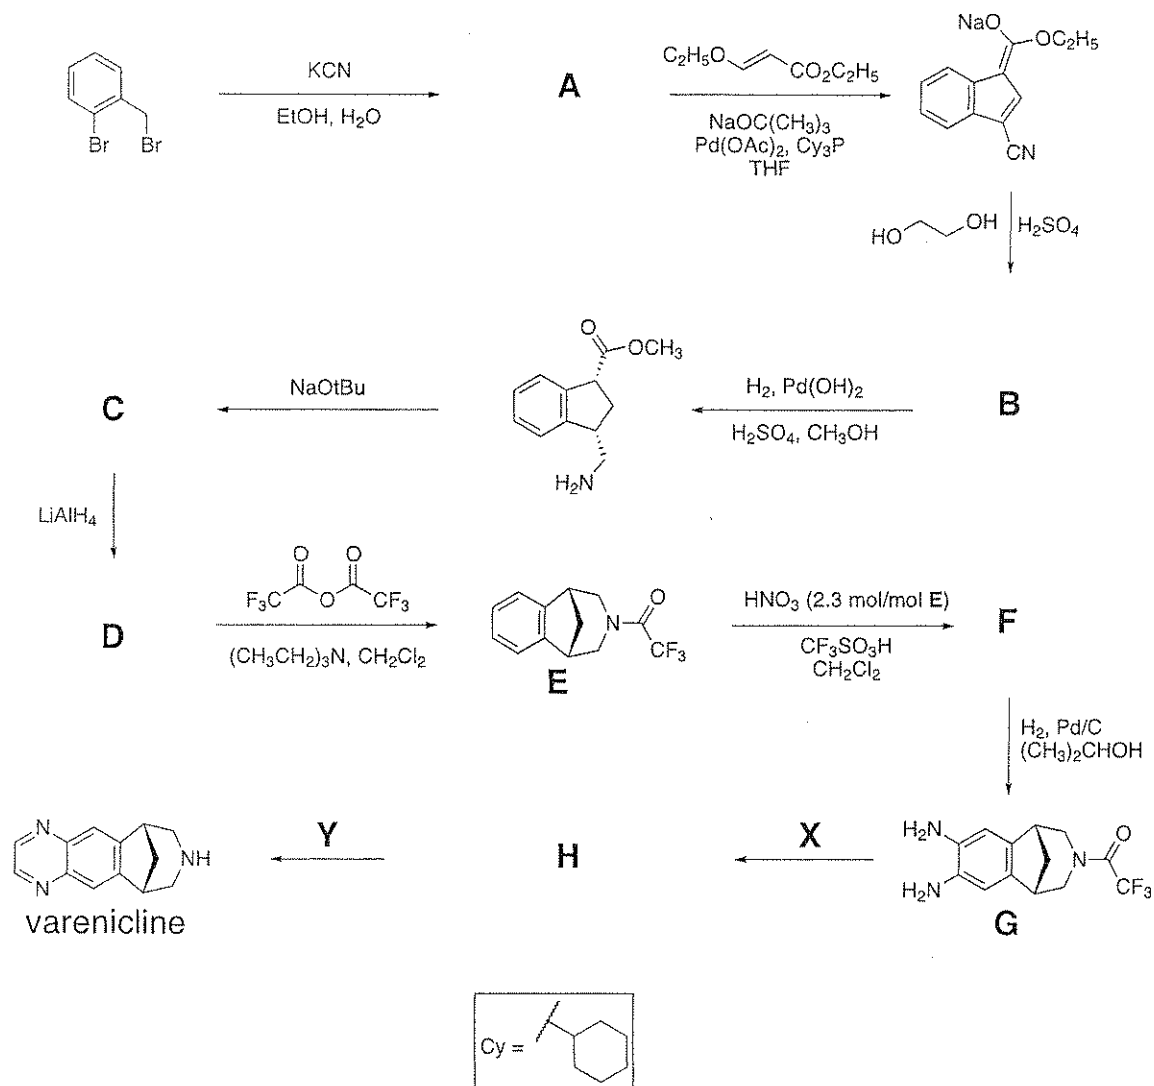 KCN
EtOH, H₂O
Br
Br
A
C₂H₅O
CO₂C₂H₅
NaOC(CH₃)₃
Pd(OAc)₂, Cy₃P
THF
NaO
OC₂H₅
CN
HO
OH
H₂SO₄
B
H₂, Pd(OH)₂
H₂SO₄, CH₃OH
O
OCH₃
H₂N
NaOtBu
C
LiAlH₄
D
O
O
F₃C
O
CF₃
(CH₃CH₂)₃N, CH₂Cl₂
O
N
CF₃
E
HNO₃ (2.3 mol/mol E)
CF₃SO₃H
CH₂Cl₂
F
H₂, Pd/C
(CH₃)₂CHOH
H₂N
H₂N
O
N
CF₃
G
X
H
Y
N
N
NH
varenicline
Cy =